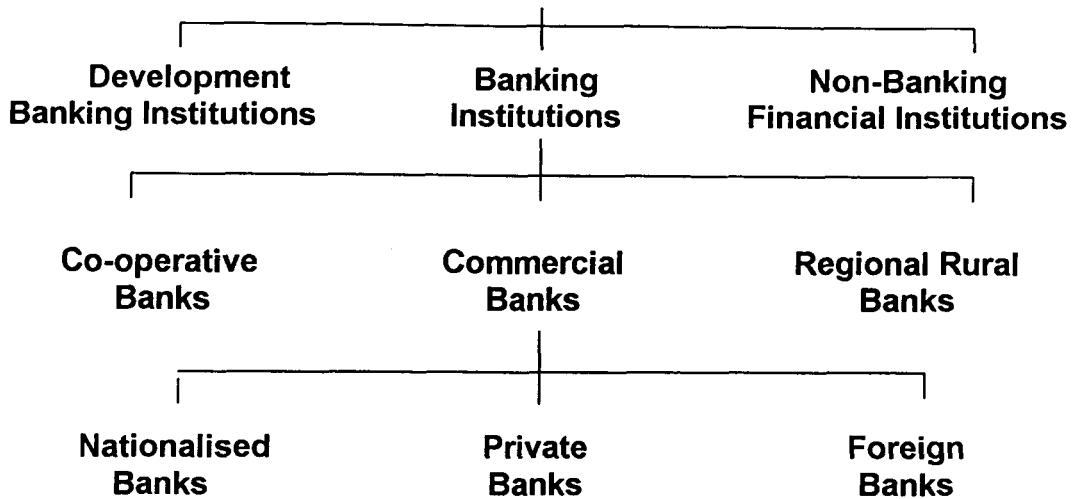 Development
Banking Institutions
Banking
Institutions
Non-Banking
Financial Institutions
Co-operative
Banks
Commercial
Banks
Regional Rural
Banks
Nationalised
Banks
Private
Banks
Foreign
Banks